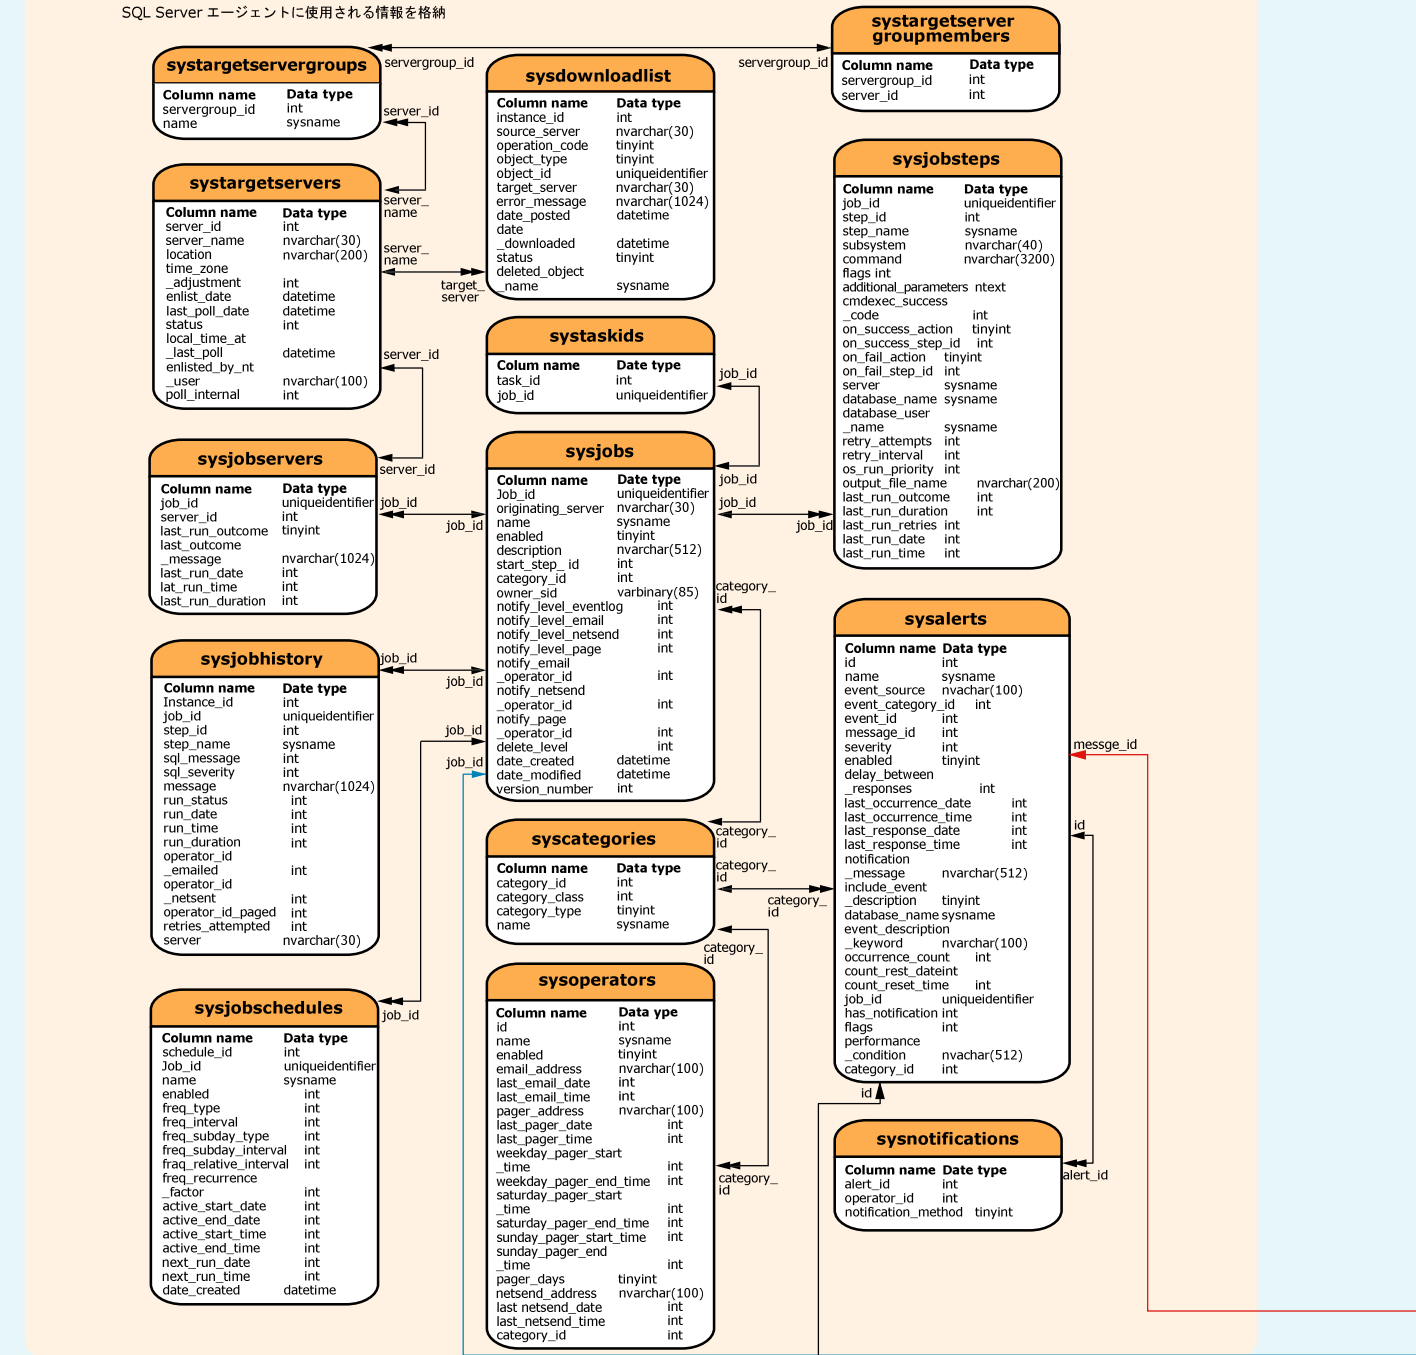 SQL Server エージェントに使用される情報を格納
systargetservergroups
Column name Data type
servergroup_id int
name sysname
servergroup_id
servergroup_id
systargetserver
groupmembers
Column name Data type
servergroup_id int
server_id int
server_id
server_
name
systargetservers
Column name Data type
server_id int
server_name nvarchar(30)
location nvarchar(200)
time_zone
_adjustment int
enlist_date datetime
last_poll_date datetime
status int
local_time_at
_last_poll datetime
enlisted_by_nt
_user nvarchar(100)
poll_internal int
server_
name
target_
server
sysdownloadlist
Column name Data type
instance_id int
source_server nvarchar(30)
operation_code tinyint
object_type tinyint
object_id uniqueidentifier
target_server nvarchar(30)
error_message nvarchar(1024)
date_posted datetime
date
_downloaded datetime
status tinyint
deleted_object
_name sysname
sysjobsteps
Column name Data type
job_id uniqueidentifier
step_id int
step_name sysname
subsystem nvarchar(40)
command nvarchar(3200)
flags int
additional_parameters ntext
cmdexec_success
_code int
on_success_action tinyint
on_success_step_id int
on_fail_action tinyint
on_fail_step_id int
server sysname
database_name sysname
database_user
_name sysname
retry_attempts int
retry_interval int
os_run_priority int
output_file_name nvarchar(200)
last_run_outcome int
last_run_duration int
last_run_retries int
last_run_date int
last_run_time int
systaskids
Colum name Date type
task_id int
job_id uniqueidentifier
job_id
job_id
server_id
server_id
sysjobservers
Column name Data type
job_id uniqueidentifier
server_id int
last_run_outcome tinyint
last_outcome
_message nvarchar(1024)
last_run_date int
lat_run_time int
last_run_duration int
job_id
job_id
sysjobs
Column name Date type
Job_id uniqueidentifier
originating_server nvarchar(30)
name sysname
enabled tinyint
description nvarchar(512)
start_step_ id int
category_id int
owner_sid varbinary(85)
notify_level_eventlog int
notify_level_email int
notify_level_netsend int
notify_level_page int
notify_email
_operator_id int
notify_netsend
_operator_id int
notify_page
_operator_id int
delete_level int
date_created datetime
date_modified datetime
version_number int
job_id
job_id
category_
id
category_
id
sysjobhistory
Column name Date type
Instance_id int
job_id uniqueidentifier
step_id int
step_name sysname
sql_message int
sql_severity int
message nvarchar(1024)
run_status int
run_date int
run_time int
run_duration int
operator_id
_emailed int
operator_id
_netsent int
operator_id_paged int
retries_attempted int
server nvarchar(30)
job_id
job_id
job_id
job_id
sysjobschedules
Column name Data type
schedule_id int
Job_id uniqueidentifier
name sysname
enabled int
freq_type int
freq_interval int
freq_subday_type int
freq_subday_interval int
fraq_relative_interval int
freq_recurrence
_factor int
active_start_date int
active_end_date int
active_start_time int
active_end_time int
next_run_date int
next_run_time int
date_created datetime
job_id
syscategories
Column name Data type
category_id int
category_class int
category_type tinyint
name sysname
category_
id
category_
id
category_
id
category_
id
sysoperators
Column name Data ype
id int
name sysname
enabled tinyint
email_address nvarchar(100)
last_email_date int
last_email_time int
pager_address nvarchar(100)
last_pager_date int
last_pager_time int
weekday_pager_start
_time int
weekday_pager_end_time int
saturday_pager_start
_time int
saturday_pager_end_time int
sunday_pager_start_time int
sunday_pager_end
_time int
pager_days tinyint
netsend_address nvarchar(100)
last netsend_date int
last_netsend_time int
category_id int
sysalerts
Column name Data type
id int
name sysname
event_source nvachar(100)
event_category_id int
event_id int
message_id int
severity int
enabled tinyint
delay_between
_responses int
last_occurrence_date int
last_occurrence_time int
last_response_date int
last_response_time int
notification
_message nvarchar(512)
include_event
_description tinyint
database_name sysname
event_description
_keyword nvarchar(100)
occurrence_count int
count_rest_dateint
count_reset_time int
job_id uniqueidentifier
has_notification int
flags int
performance
_condition nvachar(512)
category_id int
messge_id
id
id
sysnotifications
Column name Date type
alert_id int
operator_id int
notification_method tinyint
alert_id